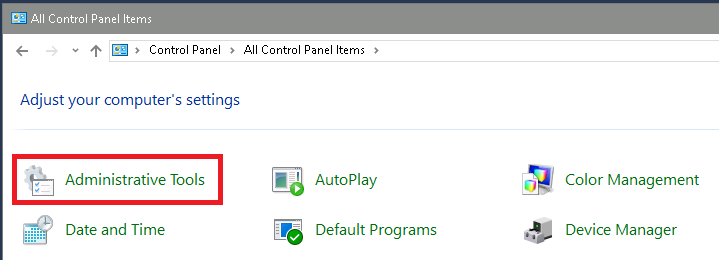 All Control Panel Items
Control Panel All Control Panel Items
Adjust your computer's settings
Administrative Tools AutoPlay Color Management
Date and Time Default Programs Device Manager